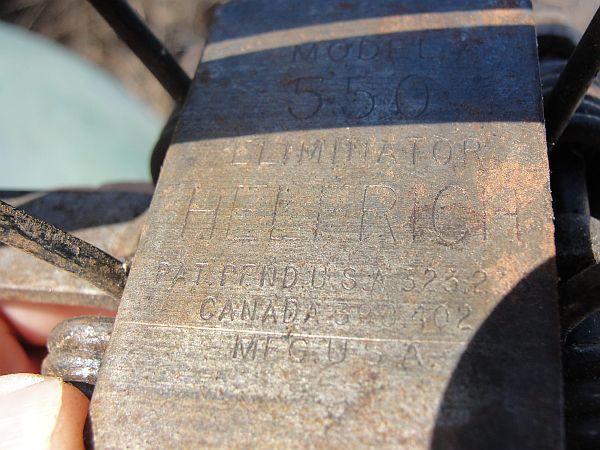 MODEL
550
ELIMINATOR
HELFRICH
PAT. PEND. U.S.A.
CANADA
MFG. U.S.A.